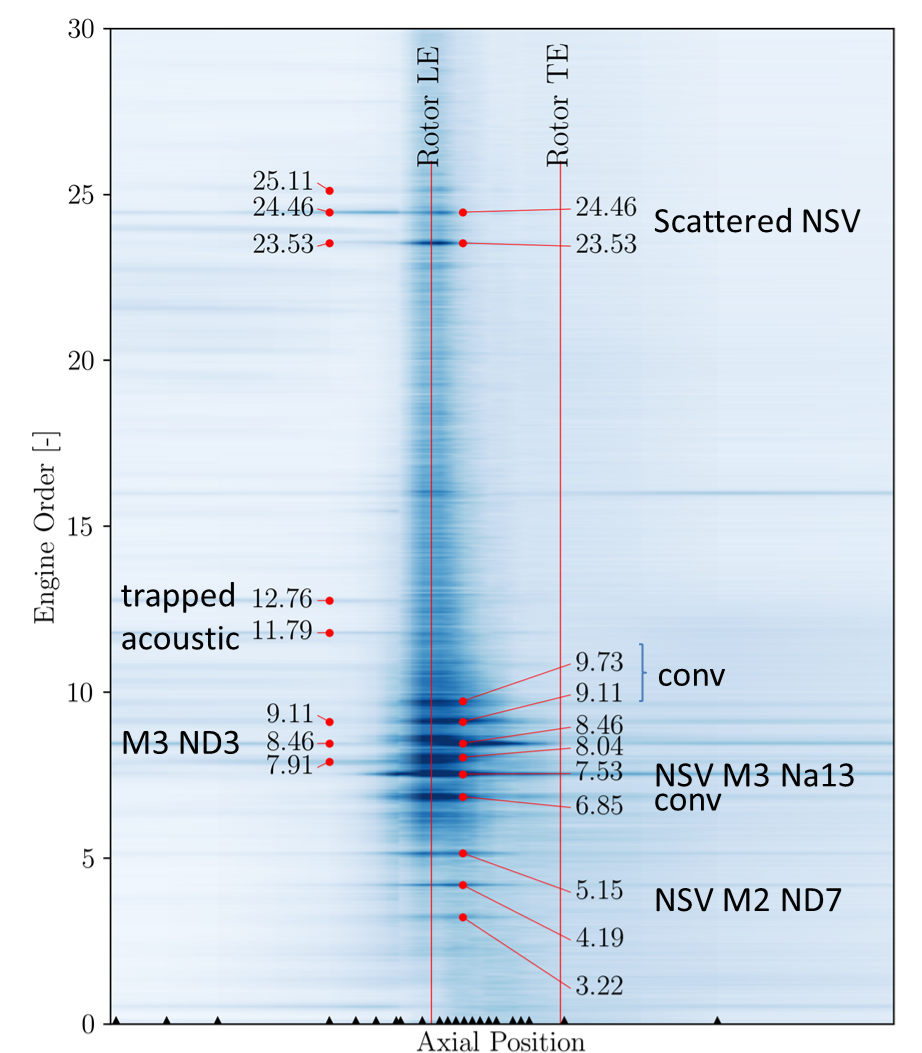 30
Rotor LE
Rotor TE
25.11
25
24.46
24.46
Scattered NSV
23.53
23.53
20
Engine Order [-]
15
trapped
12.76
acoustic
11.79
9.73
conv
10
9.11
9.11
8.46
M3 ND3
8.46
8.04
7.91
7.53
NSV M3 Na13
6.85
conv
5
5.15
NSV M2 ND7
4.19
3.22
0
Axial Position